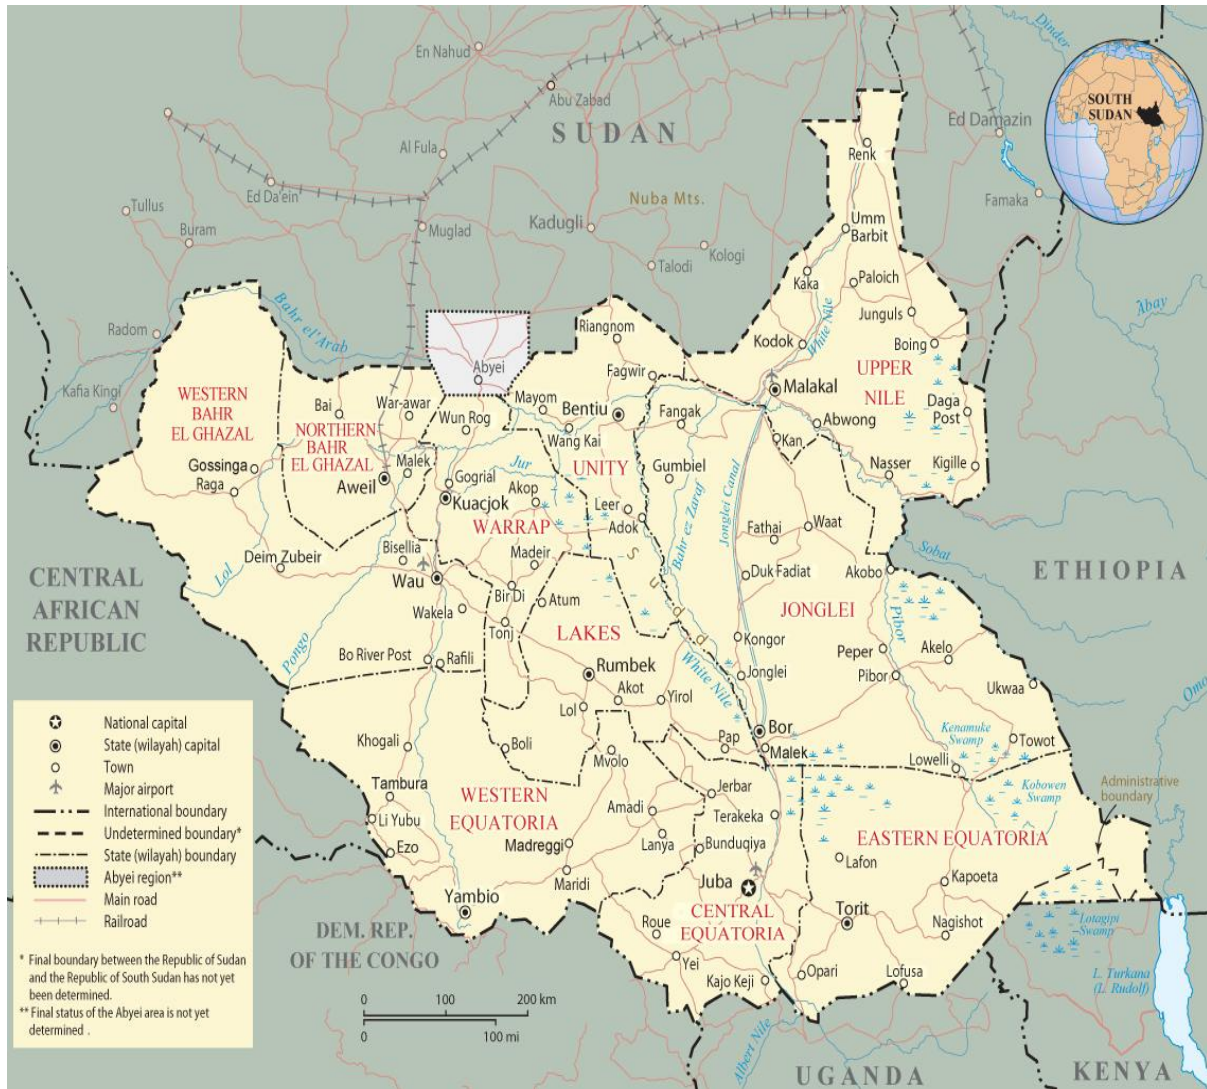 En Nahud
Dinder
Abu Zabad
SUDAN
Ed Damazin
SOUTH
SUDAN
Al Fula
Renk
Ed Da'ein
Nuba Mts.
Famaka
Tullus
Buram
Muglad
Kadugli
Kologi
Talodi
Umm
Barbit
Kaka
Paloich
Abay
Bahr el'Arab
White Nile
Junguls
Radom
Riangnom
Kodok
Boing
Abyei
Fagwir
UPPER
NILE
Kafia Kingi
WESTERN
BAHR
EL GHAZAL
Malakal
Daga
Post
Bai
War-awar
Wun Rog
Mayom
Bentiu
Fangak
Abwong
NORTHERN
BAHR
EL GHAZAL
Wang Kai
Kan
Gossinga
Raga
Malek
Aweil
Jur
UNITY
Gumbiel
Nasser
Kigille
Gogrial
Kuacjok
Akop
Leer
Adok
Bahr ez Zaraf
Jonglei Canal
WARRAP
Fathai
Waat
Sudd
Deim Zubeir
Bisellia
Madeir
Sobat
ETHIOPIA
CENTRAL
AFRICAN
REPUBLIC
Lol
Wau
Bir Di
Atum
Duk Fadiat
Akobo
Wakela
Tonj
LAKES
JONGLEI
Pibor
Pongo
Kongor
Peper
Akelo
Bo River Post
Rafili
Rumbek
White Nile
Jonglei
Pibor
Ukwaa
Omo
Akot
Yirol
Lol
National capital
State (wilayah) capital
Town
Major airport
International boundary
Undetermined boundary*
State (wilayah) boundary
Abyei region**
Main road
Railroad
* Final boundary between the Republic of Sudan
and the Republic of South Sudan has not yet
been determined.
** Final status of the Abyei area is not yet
determined .
Khogali
Boli
Mvolo
Pap
Bor
Malek
Kenamuke
Swamp
Towot
Lowelli
Tambura
WESTERN
EQUATORIA
Jerbar
Kobowen
Swamp
Administrative
boundary
Li Yubu
Amadi
Terakeka
EASTERN EQUATORIA
Ezo
Madreggi
Lanya
Bunduqiya
Lafon
Maridi
Juba
Kapoeta
Yambio
CENTRAL
EQUATORIA
Torit
Nagishot
Lotagipi
Swamp
DEM. REP.
OF THE CONGO
Roue
Yei
Kajo Keji
Opari
Lofusa
L. Turkana
(L. Rudolf)
0 100 200 km
0 100 mi
Albert Nile
UGANDA
KENYA